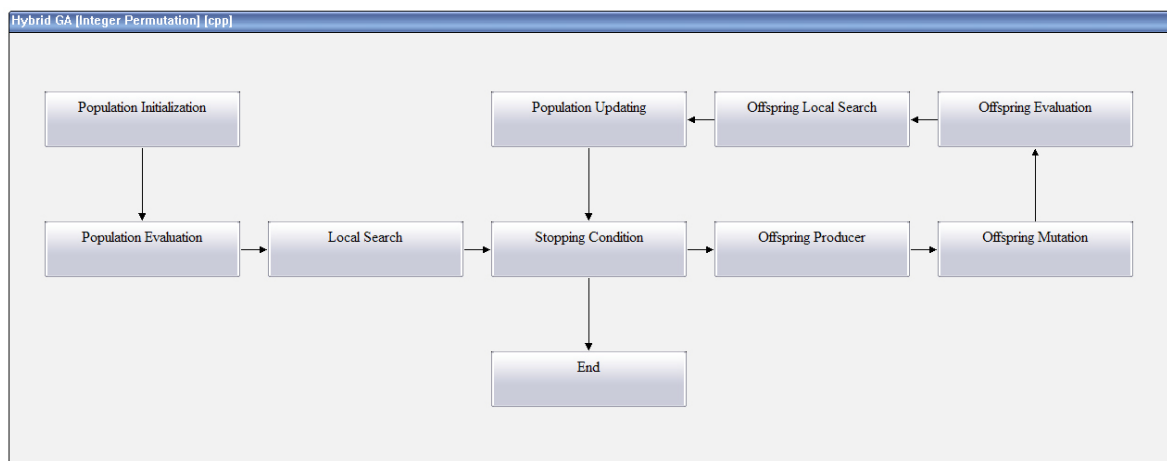 Hybrid GA [Integer Permutation] [cpp]
Population Initialization
Population Updating
Offspring Local Search
Offspring Evaluation
Population Evaluation
Local Search
Stopping Condition
Offspring Producer
Offspring Mutation
End